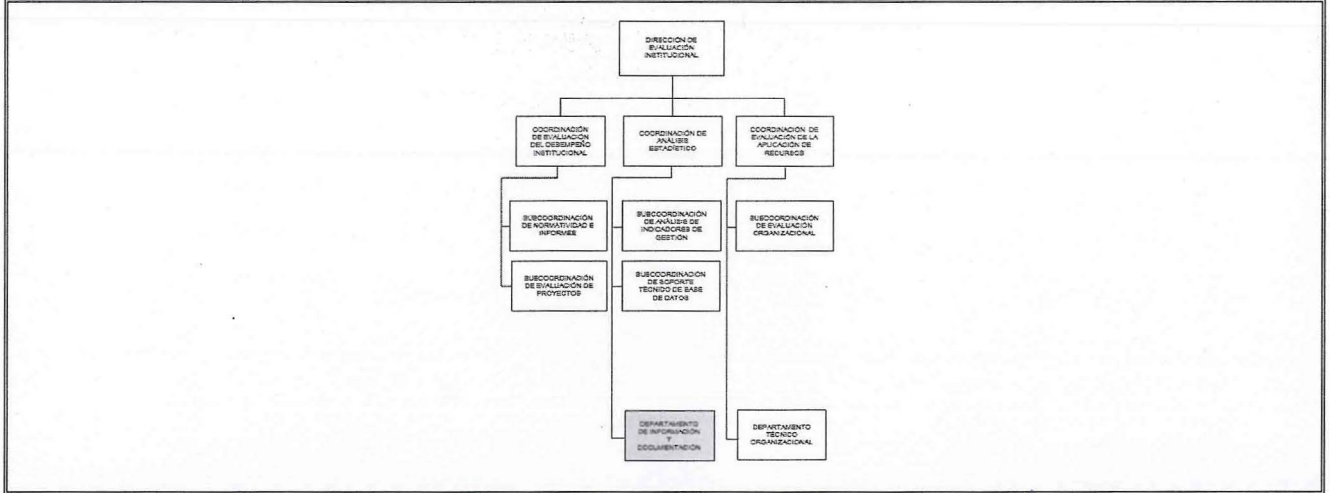 DIRECCIÓN DE
EVALUACIÓN
INSTITUCIONAL
COORDINACIÓN
DE EVALUACIÓN
DEL DESEMPEÑO
INSTITUCIONAL
COORDINACIÓN DE
ANÁLISIS
ESTADÍSTICO
COORDINACIÓN DE
EVALUACIÓN DE LA
APLICACIÓN DE
RECURSOS
SUBCOORDINACIÓN
DE NORMATIVIDAD E
INFORMES
SUBCOORDINACIÓN
DE ANÁLISIS DE
INDICADORES DE
GESTIÓN
SUBCOORDINACIÓN
DE EVALUACIÓN
ORGANIZACIONAL
SUBCOORDINACIÓN
DE EVALUACIÓN DE
PROYECTOS
SUBCOORDINACIÓN
DE SOPORTE
TÉCNICO DE BASE
DE DATOS
DEPARTAMENTO
DE INFORMACIÓN
Y
DOCUMENTACIÓN
DEPARTAMENTO
TÉCNICO
ORGANIZACIONAL